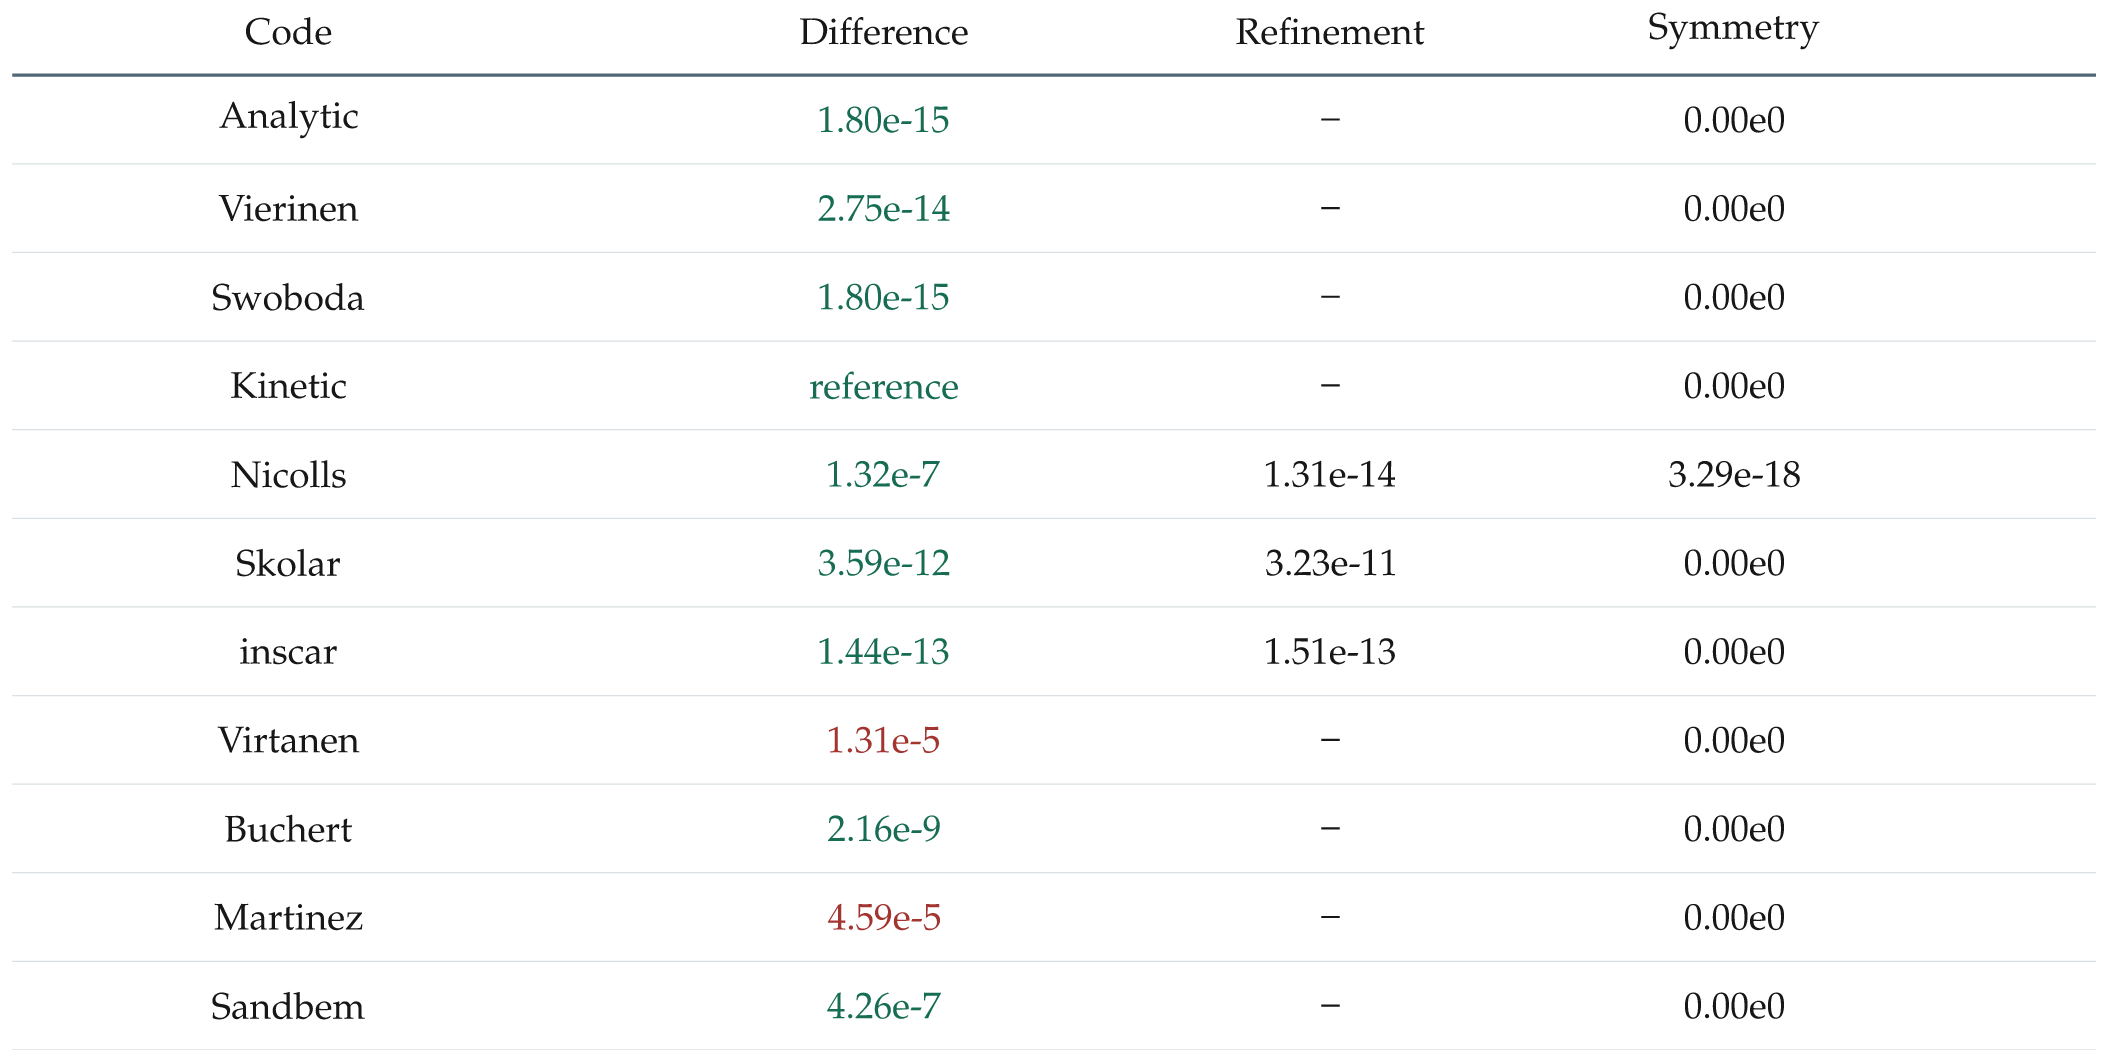 Code Difference Refinement Symmetry
Analytic 1.80e-15 – 0.00e0
Vierinen 2.75e-14 – 0.00e0
Swoboda 1.80e-15 – 0.00e0
Kinetic reference – 0.00e0
Nicolls 1.32e-7 1.31e-14 3.29e-18
Skolar 3.59e-12 3.23e-11 0.00e0
inscar 1.44e-13 1.51e-13 0.00e0
Virtanen 1.31e-5 – 0.00e0
Buchert 2.16e-9 – 0.00e0
Martinez 4.59e-5 – 0.00e0
Sandbem 4.26e-7 – 0.00e0